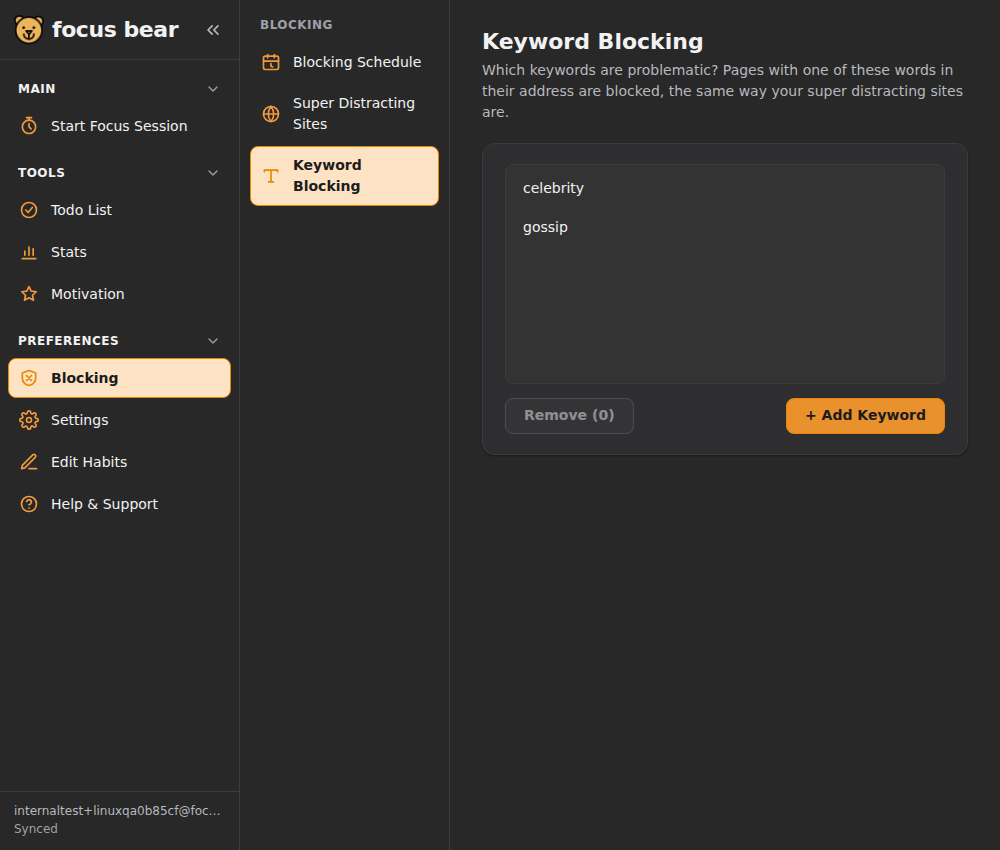 focus bear
MAIN
Start Focus Session
TOOLS
Todo List
Stats
Motivation
PREFERENCES
Blocking
Settings
Edit Habits
Help & Support
internaltest+linuxqa0b85cf@foc...
Synced
BLOCKING
Blocking Schedule
Super Distracting
Sites
Keyword
Blocking
Keyword Blocking
Which keywords are problematic? Pages with one of these words in
their address are blocked, the same way your super distracting sites
are.
celebrity
gossip
Remove (0)
+ Add Keyword